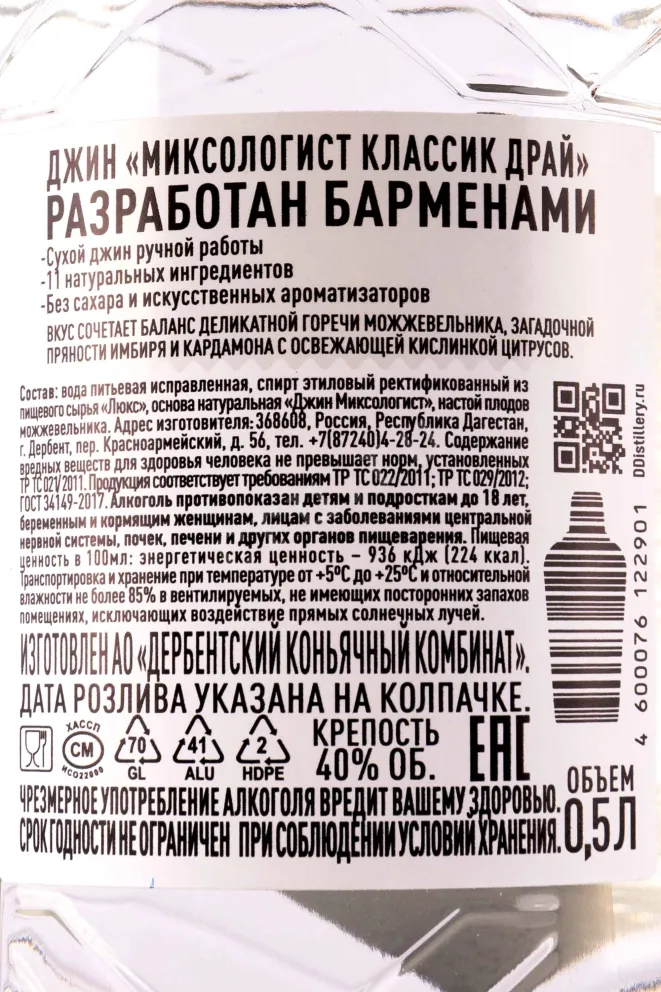 ДЖИН «МИКСОЛОГИСТ КЛАССИК ДРАЙ»
РАЗРАБОТАН БАРМЕНАМИ
-Сухой джин ручной работы
-11 натуральных ингредиентов
-Без сахара и искусственных ароматизаторов
ВКУС СОЧЕТАЕТ БАЛАНС ДЕЛИКАТНОЙ ГОРЕЧИ МОЖЖЕВЕЛЬНИКА, ЗАГАДОЧНОЙ
ПРЯНОСТИ ИМБИРЯ И КАРДАМОНА С ОСВЕЖАЮЩЕЙ КИСЛИНКОЙ ЦИТРУСОВ.
Состав: вода питьевая исправленная, спирт этиловый ректификованный из
пищевого сырья «Люкс», основа натуральная «Джин Миксологист», настой плодов
можжевельника. Адрес изготовителя: 368608, Россия, Республика Дагестан,
г. Дербент, пер. Красноармейский, д. 56, тел. +7(87240)4-28-24. Содержание
вредных веществ для здоровья человека не превышает норм, установленных
ТР ТС 021/2011. Продукция соответствует требованиям ТР ТС 022/2011; ТР ТС 029/2012;
ГОСТ 34149-2017. Алкоголь противопоказан детям и подросткам до 18 лет,
беременным и кормящим женщинам, лицам с заболеваниями центральной
нервной системы, почек, печени и других органов пищеварения. Пищевая
ценность в 100мл: энергетическая ценность – 936 кДж (224 ккал).
Транспортировка и хранение при температуре от +5ºС до +25ºС и относительной
влажности не более 85% в вентилируемых, не имеющих посторонних запахов
помещениях, исключающих воздействие прямых солнечных лучей.
ИЗГОТОВЛЕН АО «ДЕРБЕНТСКИЙ КОНЬЯЧНЫЙ КОМБИНАТ».
ДАТА РОЗЛИВА УКАЗАНА НА КОЛПАЧКЕ.
ХАССП
СМ
ИСО22000
70
GL
41
ALU
2
HDPE
КРЕПОСТЬ
40% ОБ.
EAC
ЧРЕЗМЕРНОЕ УПОТРЕБЛЕНИЕ АЛКОГОЛЯ ВРЕДИТ ВАШЕМУ ЗДОРОВЬЮ.
СРОК ГОДНОСТИ НЕ ОГРАНИЧЕН ПРИ СОБЛЮДЕНИИ УСЛОВИЙ ХРАНЕНИЯ.
ОБЪЕМ
0,5Л
DDistillery.ru
4 600076 122901